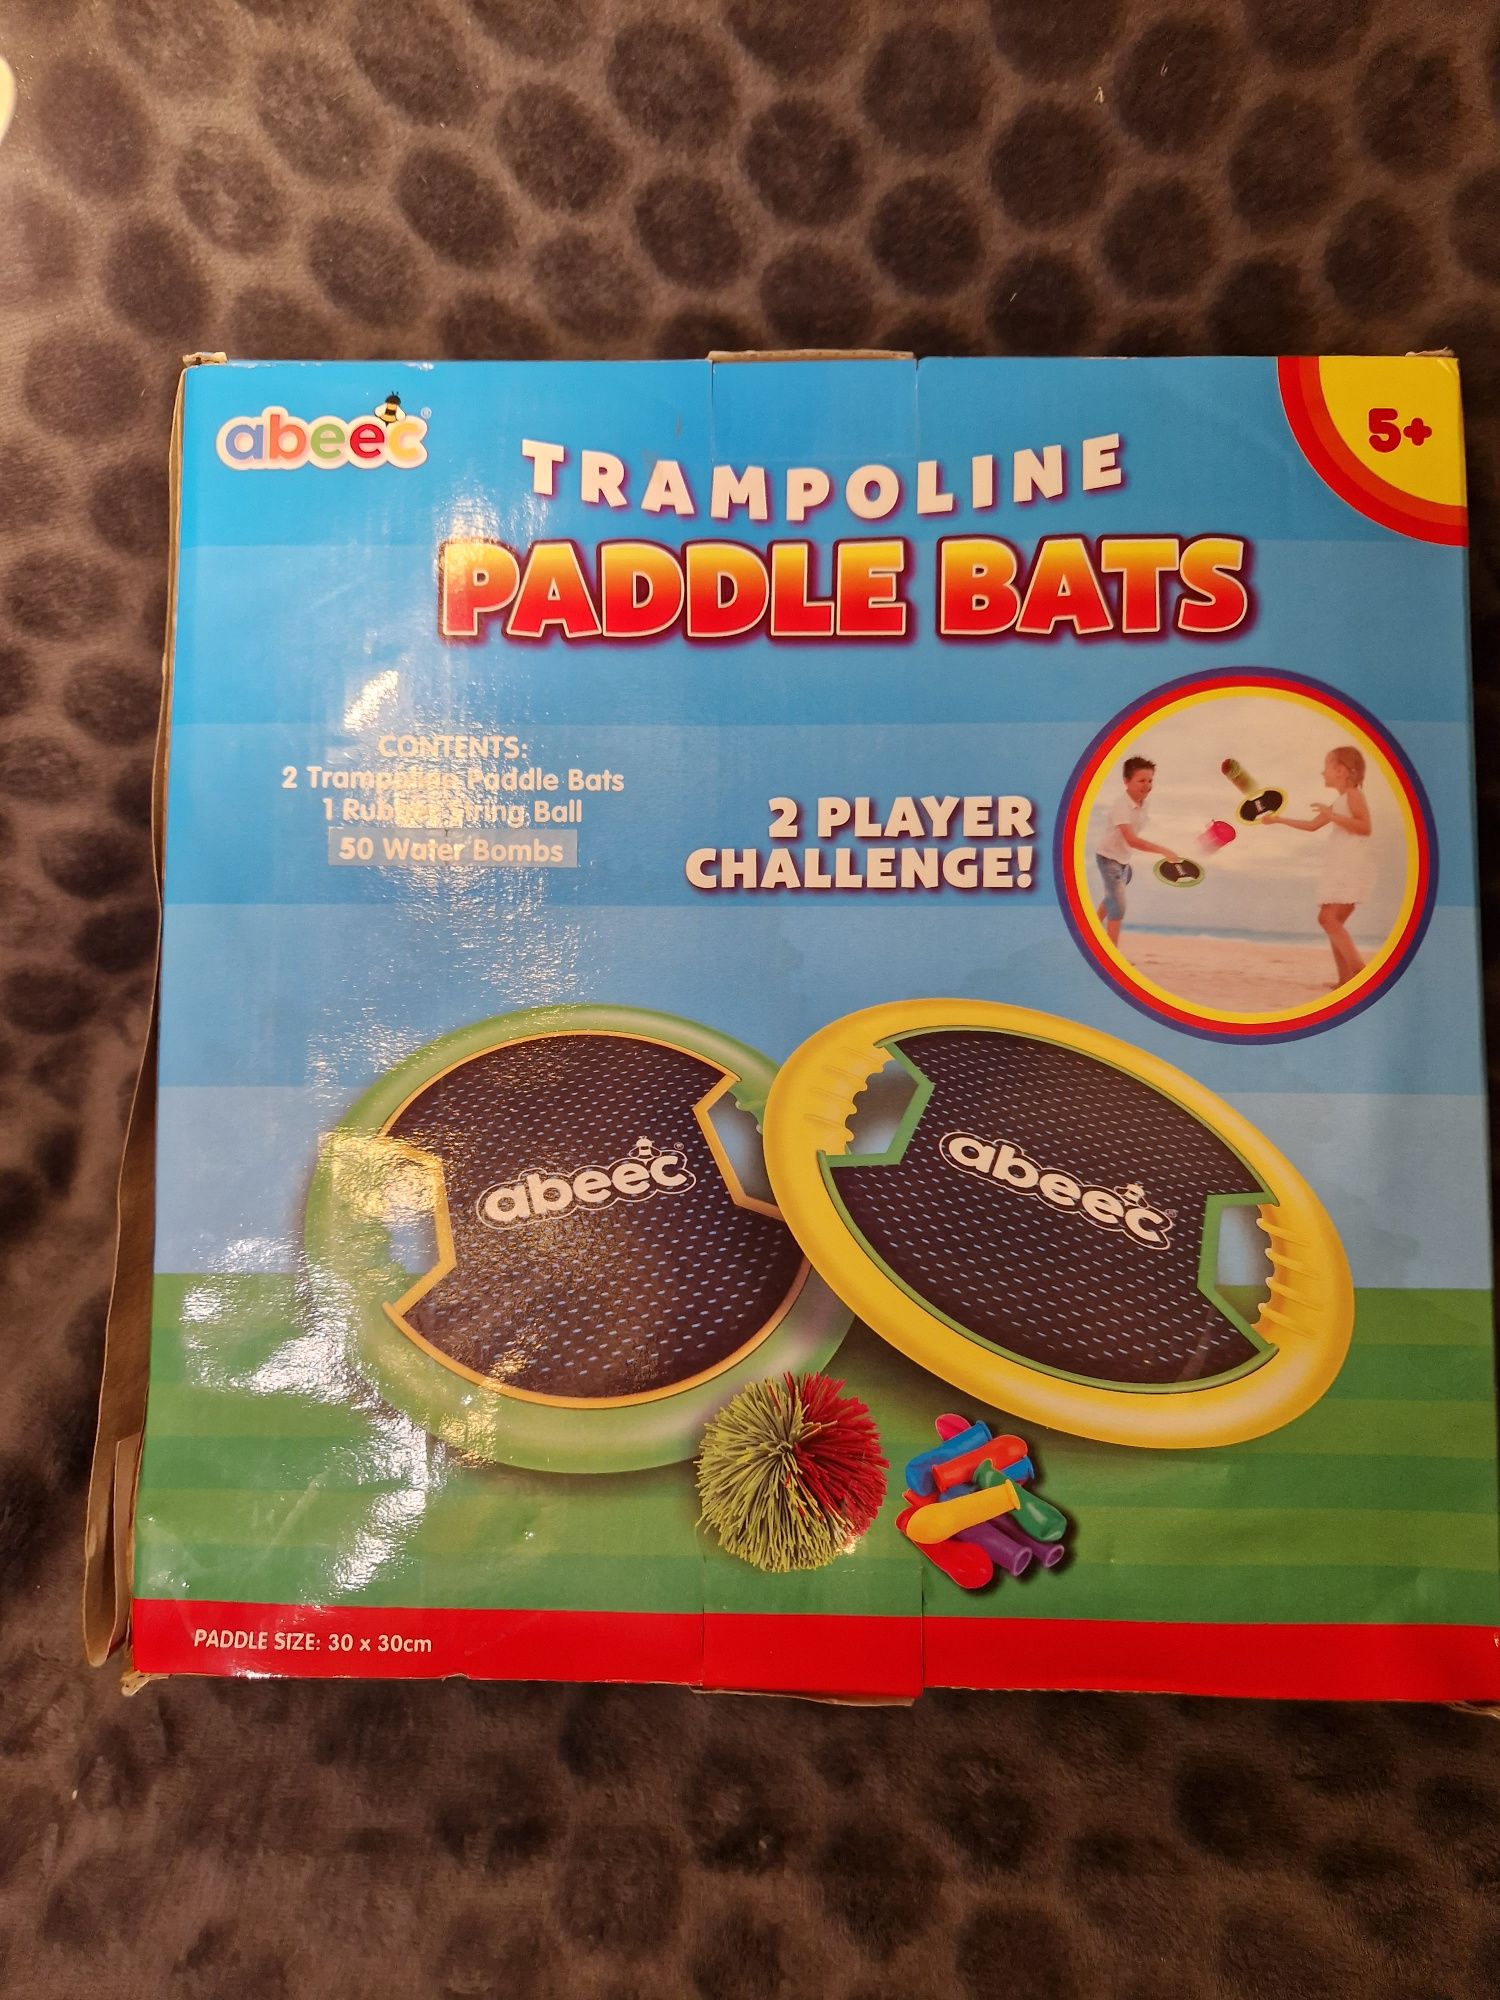 abeec®
5+
TRAMPOLINE
PADDLE BATS
CONTENTS:
2 Trampoline Paddle Bats
1 Rubber String Ball
50 Water Bombs
2 PLAYER
CHALLENGE!
abeec®
abeec
PADDLE SIZE: 30 x 30cm